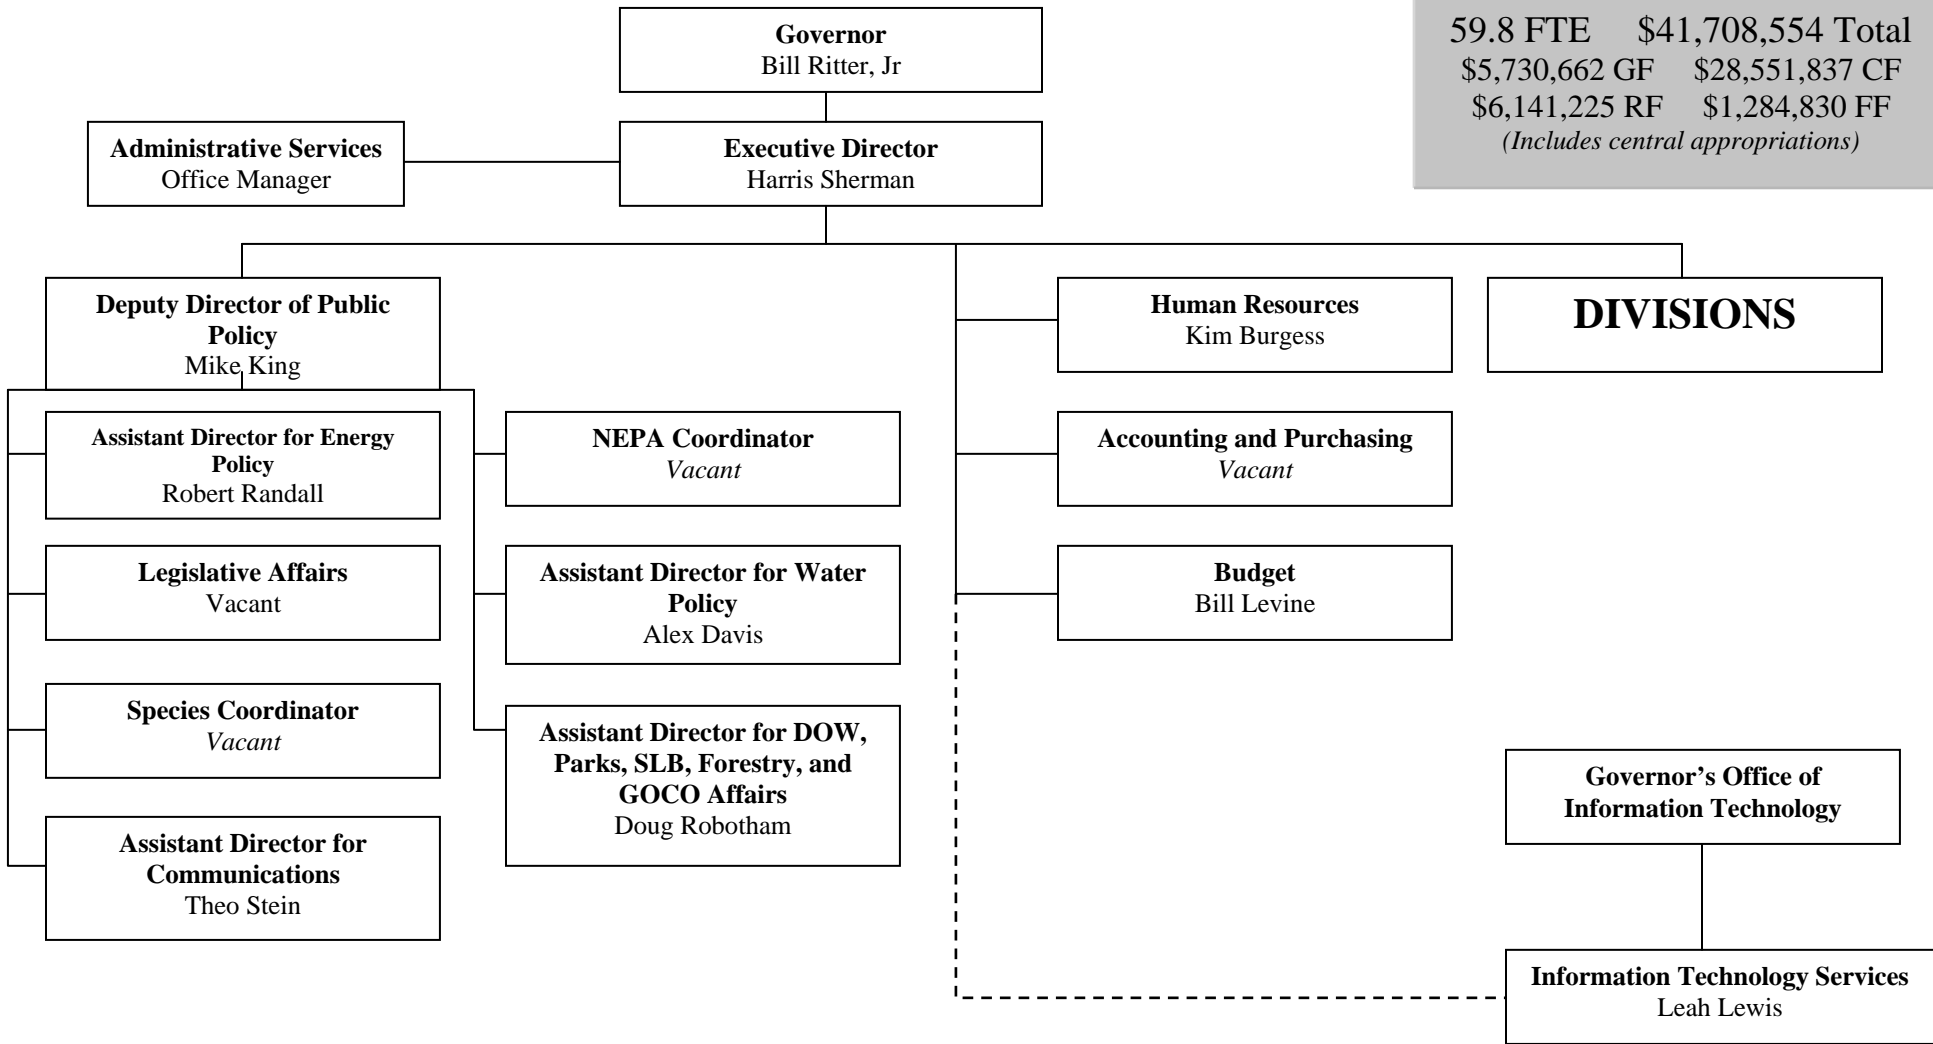 Governor
Bill Ritter, Jr
59.8 FTE $41,708,554 Total
$5,730,662 GF $28,551,837 CF
$6,141,225 RF $1,284,830 FF
(Includes central appropriations)
Administrative Services
Office Manager
Executive Director
Harris Sherman
Deputy Director of Public
Policy
Mike King
Human Resources
Kim Burgess
DIVISIONS
Assistant Director for Energy
Policy
Robert Randall
NEPA Coordinator
Vacant
Accounting and Purchasing
Vacant
Legislative Affairs
Vacant
Assistant Director for Water
Policy
Alex Davis
Budget
Bill Levine
Species Coordinator
Vacant
Assistant Director for DOW,
Parks, SLB, Forestry, and
GOCO Affairs
Doug Robotham
Governor’s Office of
Information Technology
Assistant Director for
Communications
Theo Stein
Information Technology Services
Leah Lewis